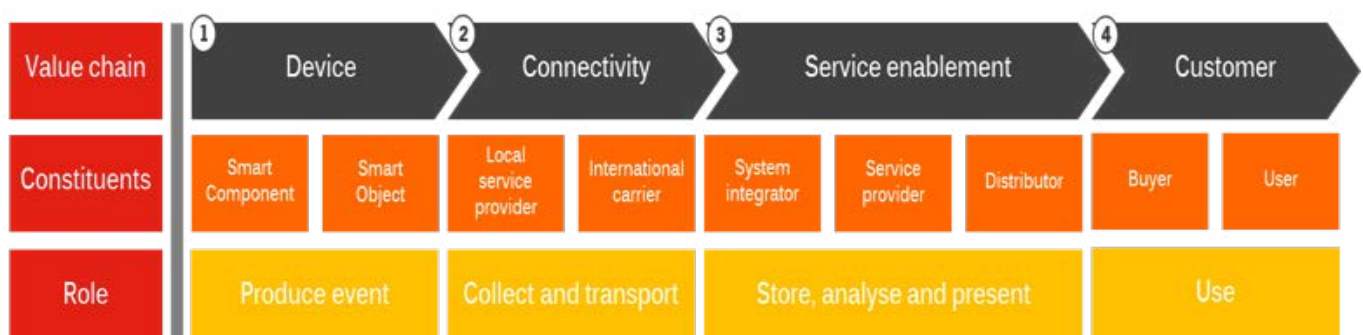 1
2
3
4
Value chain
Device
Connectivity
Service enablement
Customer
Constituents
Smart
Component
Smart
Object
Local
service
provider
International
carrier
System
integrator
Service
provider
Distributor
Buyer
User
Role
Produce event
Collect and transport
Store, analyse and present
Use